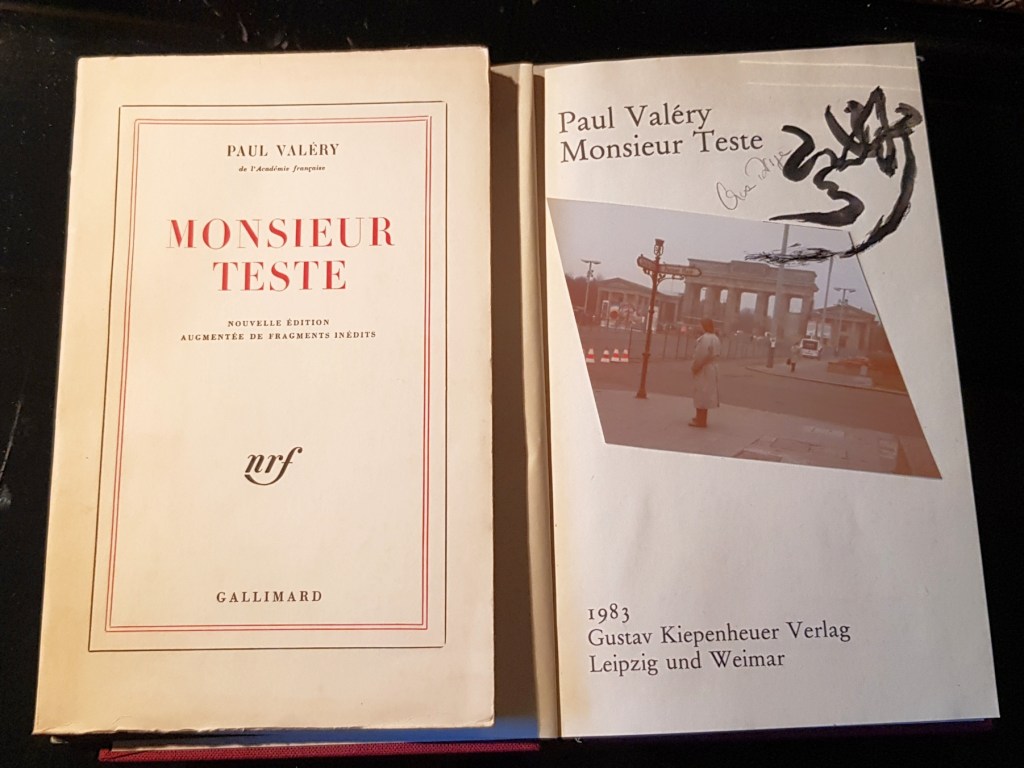 PAUL VALÉRY
de l'Académie française
MONSIEUR
TESTE
NOUVELLE ÉDITION
AUGMENTÉE DE FRAGMENTS INÉDITS
nrf
GALLIMARD
Paul Valéry
Monsieur Teste
1983
Gustav Kiepenheuer Verlag
Leipzig und Weimar